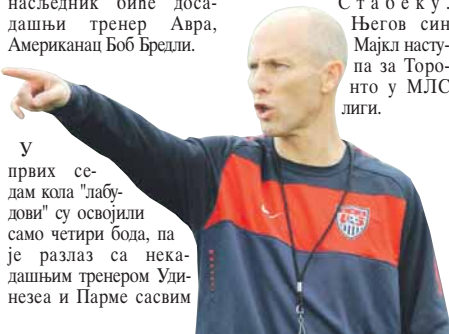 насљедник биће доса-
дашњи тренер Авра,
Американац Боб Бредли.
У
првих се-
дам кола "лабу-
дови" су освојили
само четири бода, па
је разлаз са нека-
дашњим тренером Уди-
незеа и Парме сасвим
Стабеку.
Његов син
Мајкл насту-
па за Торо-
нто у МЛС
лиги.